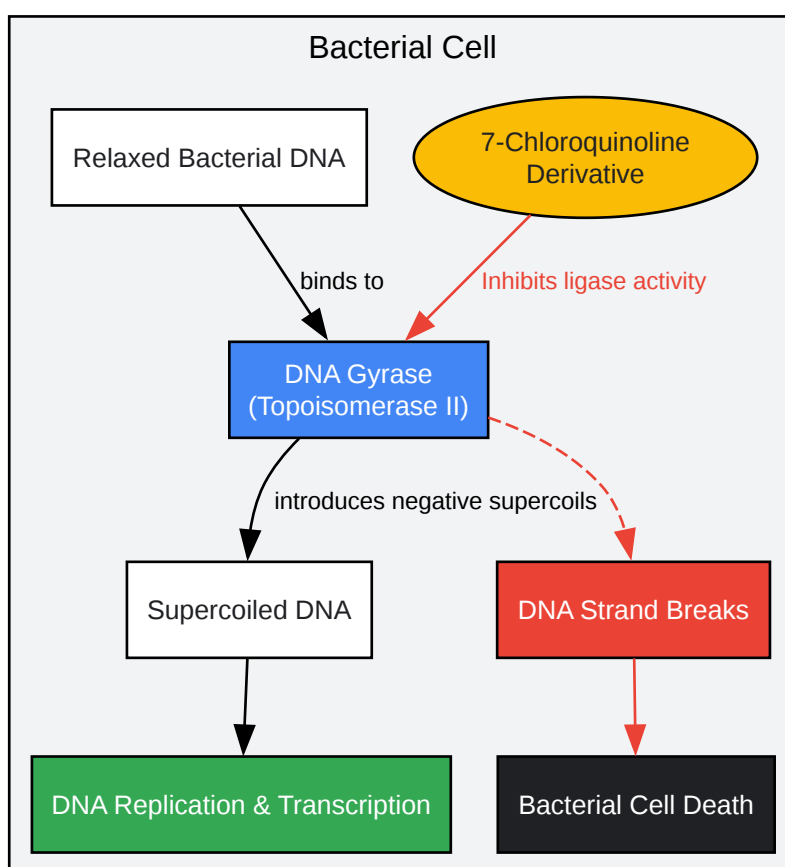 Bacterial Cell
Relaxed Bacterial DNA
7-Chloroquinoline
Derivative
binds to
Inhibits ligase activity
DNA Gyrase
(Topoisomerase II)
introduces negative supercoils
Supercoiled DNA
DNA Strand Breaks
DNA Replication & Transcription
Bacterial Cell Death